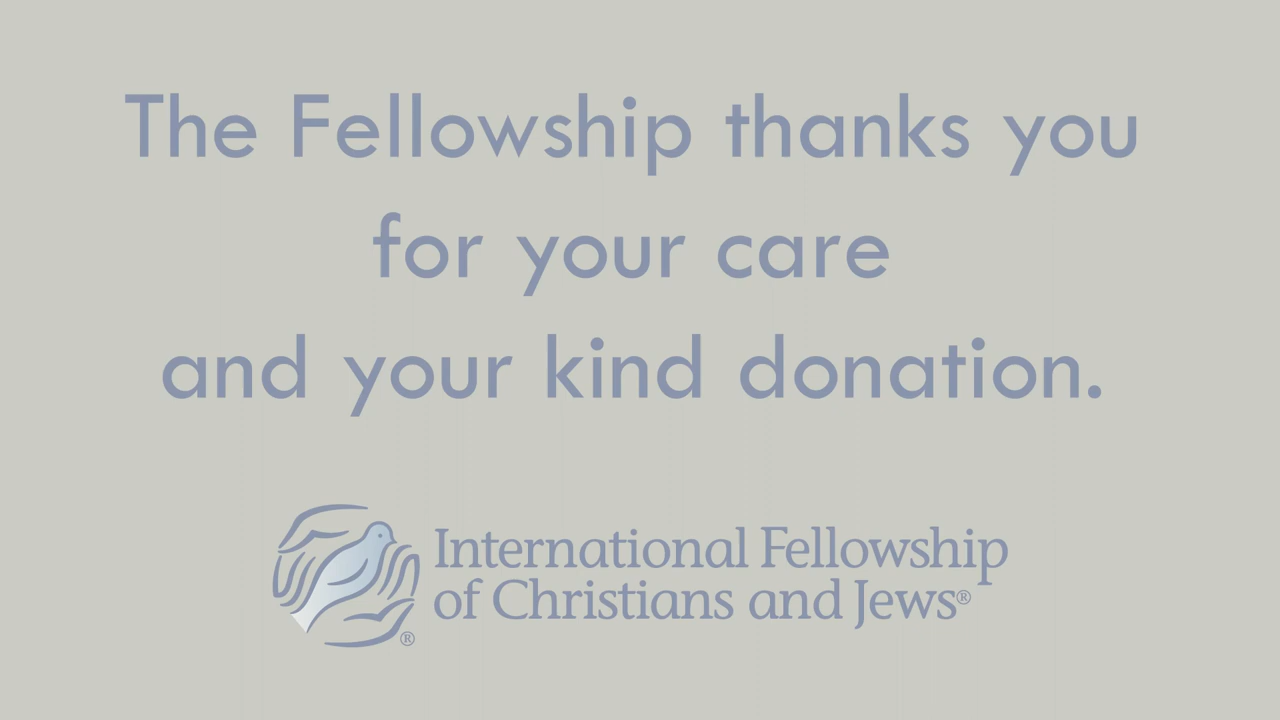 The Fellowship thanks you
for your care
and your kind donation.
International Fellowship
of Christians and Jews®
®